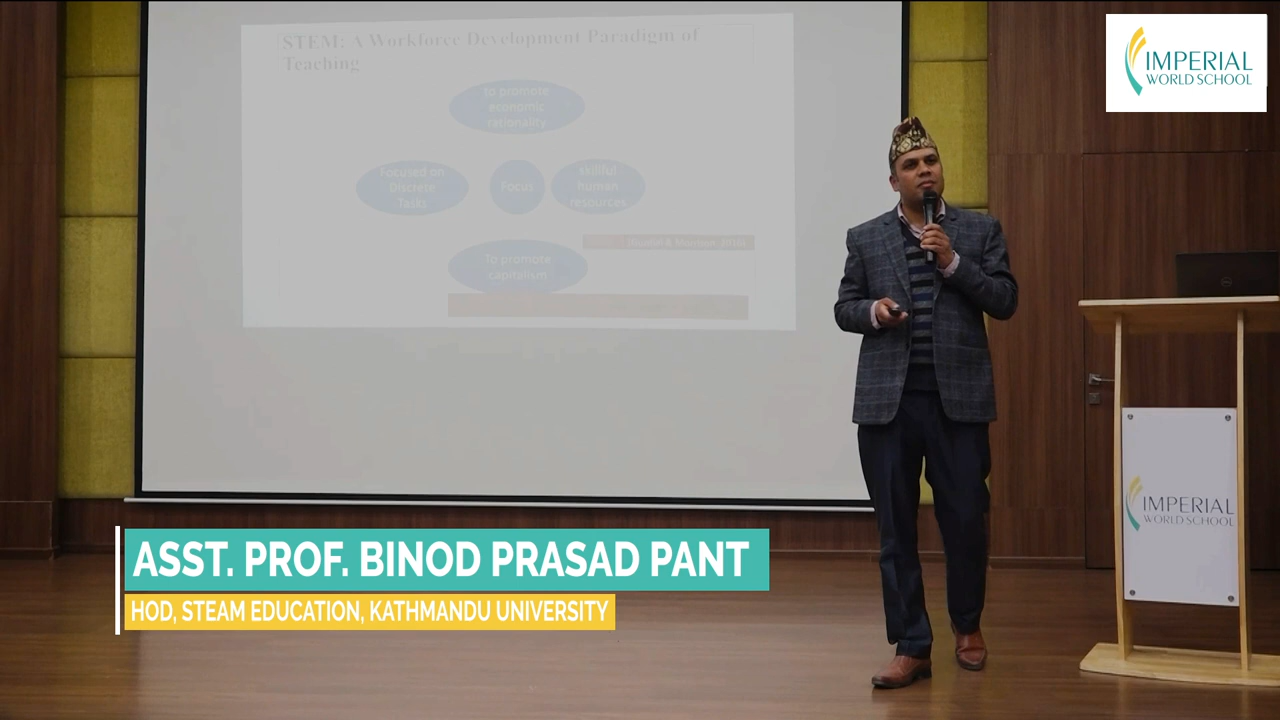 STEM: A Workforce Development Paradigm of
Teaching
To promote
economic
rationality
Focused on
Discrete
Focus
skillful
human
resources
To promote
capitalism
IMPERIAL
WORLD SCHOOL
IMPERIAL
WORLD SCHOOL
ASST. PROF. BINOD PRASAD PANT
HOD, STEAM EDUCATION, KATHMANDU UNIVERSITY